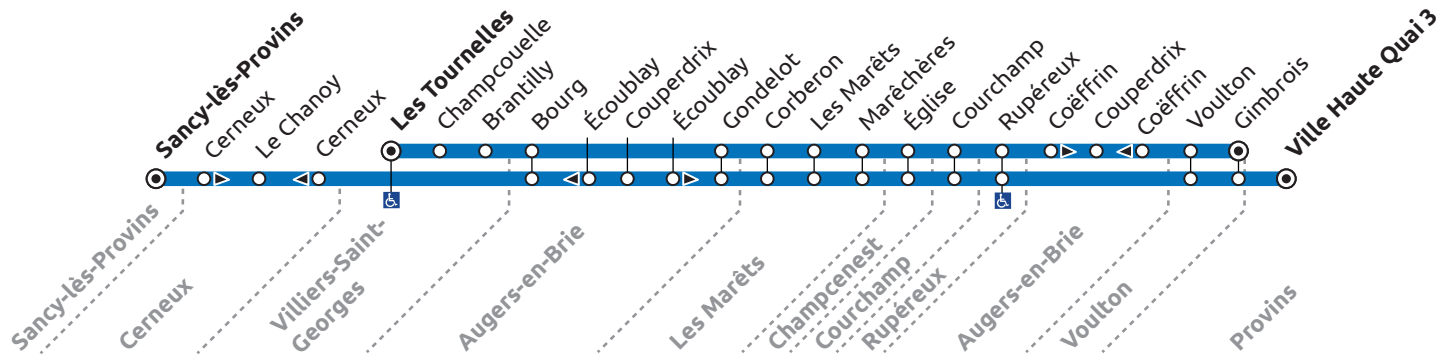 Sancy-lès-Provins
Cerneux
Le Chanoy
Cerneux
Les Tournelles
Champcouelle
Brantilly
Bourg
Écoublay
Couperdrix
Écoublay
Gondelot
Corberon
Les Marêts
Marêchères
Église
Courchamp
Rupéreux
Coëffrin
Couperdrix
Coëffrin
Voulton
Gimbrois
Ville Haute Quai 3
Sancy-lès-Provins
Cerneux
Villiers-Saint-
Georges
Augers-en-Brie
Les Marêts
Champcenest
Courchamp
Rupéreux
Augers-en-Brie
Voulton
Provins